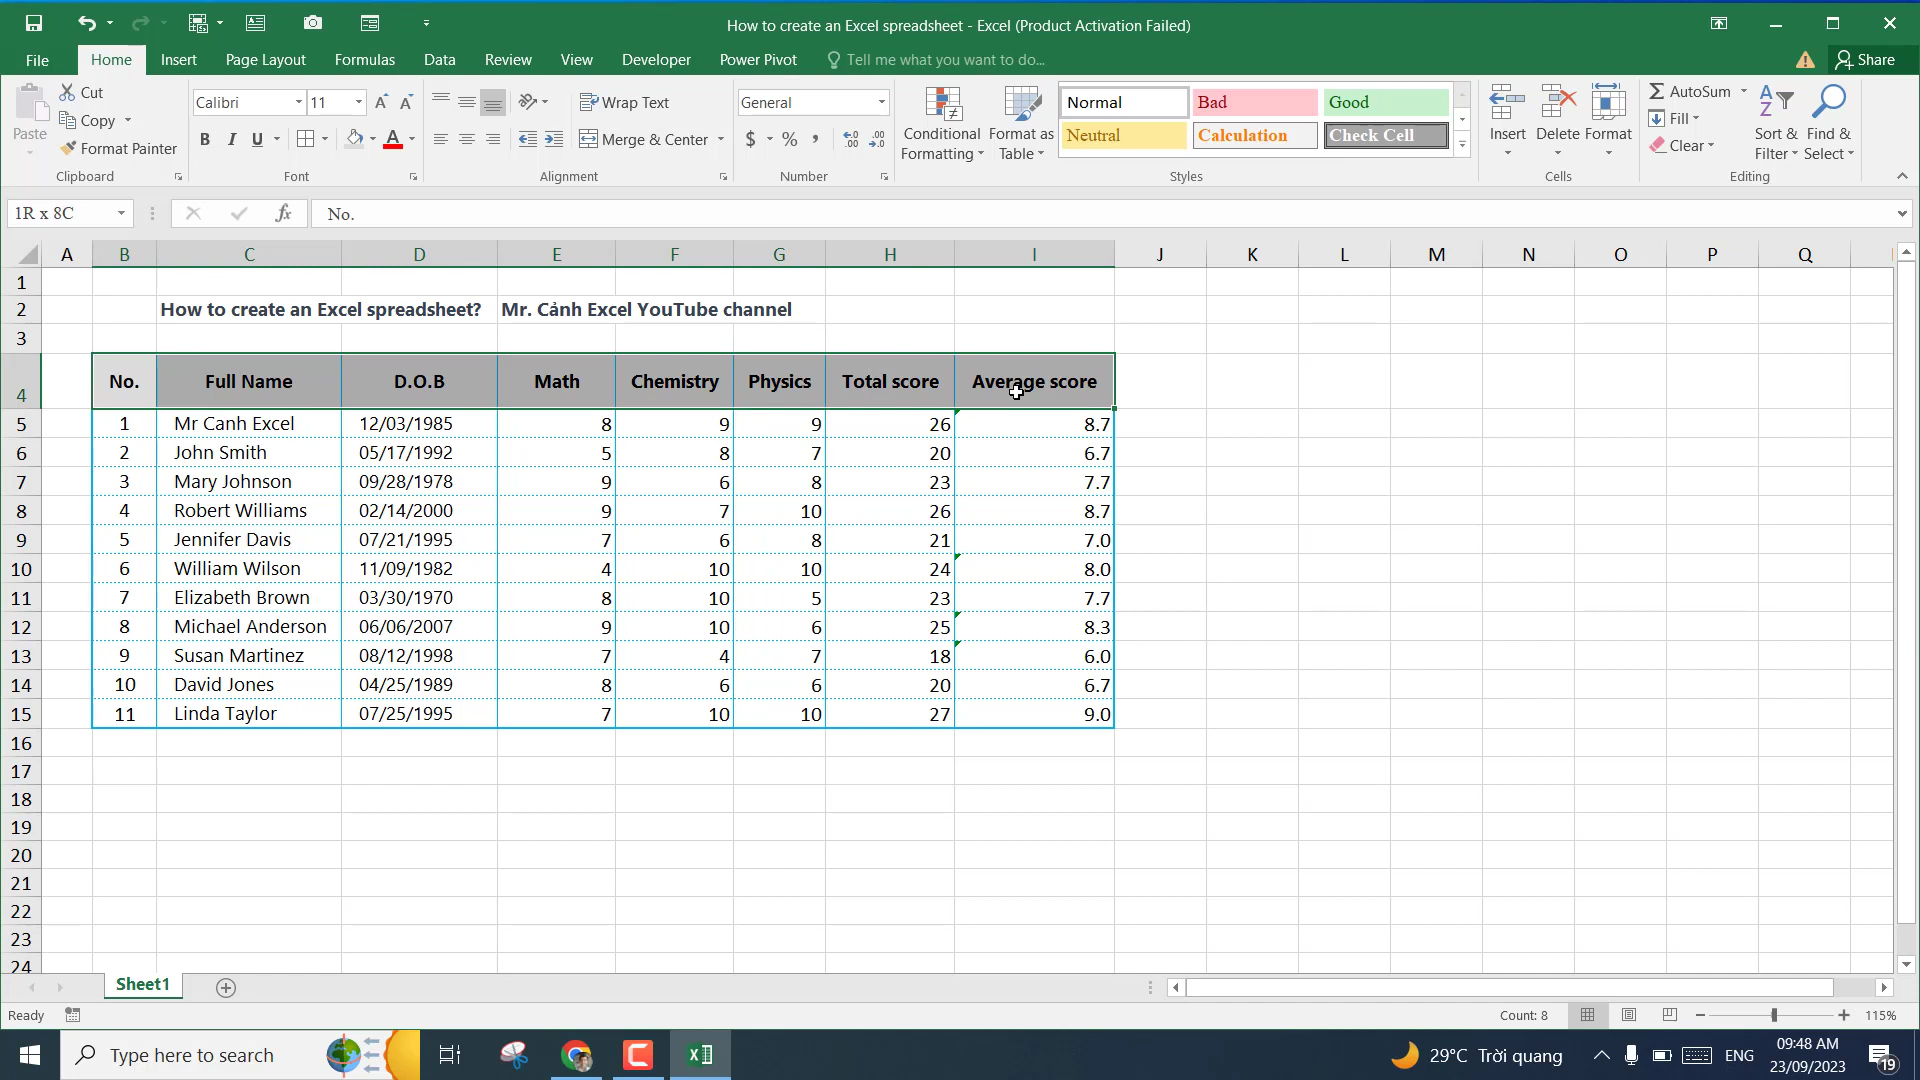 How to create an Excel spreadsheet - Excel (Product Activation Failed)
File Home Insert Page Layout Formulas Data Review View Developer Power Pivot Tell me what you want to do... Share
Paste
Cut
Copy
Format Painter
Clipboard
Calibri 11
B I U
Font
Wrap Text
Merge & Center
Alignment
General
$ % ,
Number
Conditional Formatting
Format as Table
Normal Bad Good
Neutral Calculation Check Cell
Styles
Insert Delete Format
Cells
AutoSum
Fill
Clear
Sort & Filter
Find & Select
Editing
1R x 8C fx No.
A B C D E F G H I J K L M N O P Q
1
2 How to create an Excel spreadsheet? Mr. Cảnh Excel YouTube channel
3
4 No. Full Name D.O.B Math Chemistry Physics Total score Average score
5 1 Mr Canh Excel 12/03/1985 8 9 9 26 8.7
6 2 John Smith 05/17/1992 5 8 7 20 6.7
7 3 Mary Johnson 09/28/1978 9 6 8 23 7.7
8 4 Robert Williams 02/14/2000 9 7 10 26 8.7
9 5 Jennifer Davis 07/21/1995 7 6 8 21 7.0
10 6 William Wilson 11/09/1982 4 10 10 24 8.0
11 7 Elizabeth Brown 03/30/1970 8 10 5 23 7.7
12 8 Michael Anderson 06/06/2007 9 10 6 25 8.3
13 9 Susan Martinez 08/12/1998 7 4 7 18 6.0
14 10 David Jones 04/25/1989 8 6 6 20 6.7
15 11 Linda Taylor 07/25/1995 7 10 10 27 9.0
16
17
18
19
20
21
22
23
24
Sheet1
Ready Count: 8 115%
Type here to search 29°C Trời quang ENG 09:48 AM
23/09/2023 19